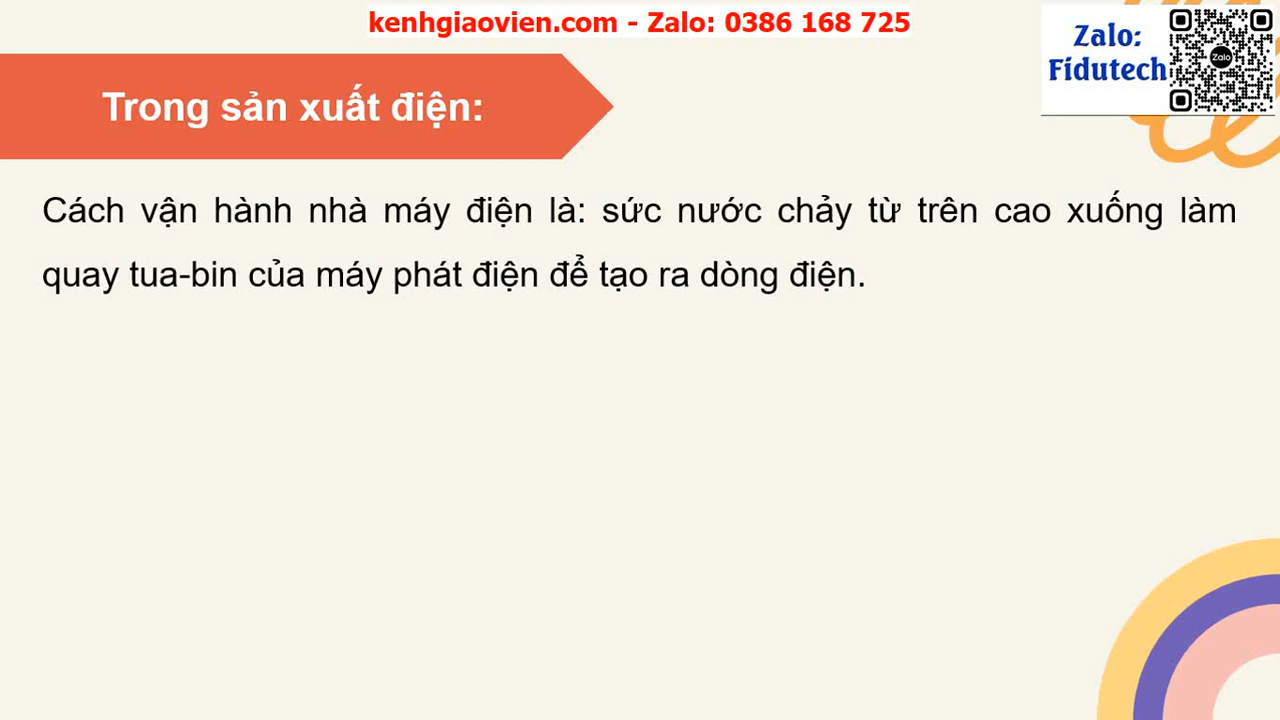 kenhgiaovien.com - Zalo: 0386 168 725
Zalo:
Fidutech
Zalo
Trong sản xuất điện:
Cách vận hành nhà máy điện là: sức nước chảy từ trên cao xuống làm
quay tua-bin của máy phát điện để tạo ra dòng điện.